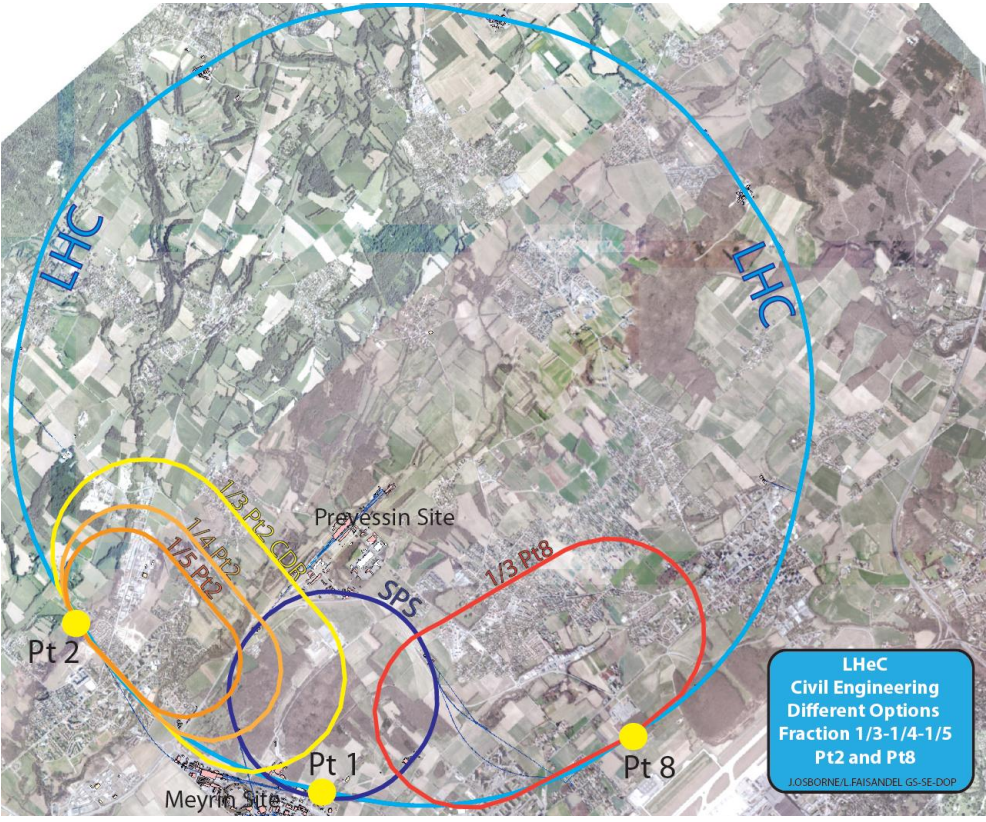 LHC
LHC
1/3 Pt2 CDR
1/4 Pt2
1/5 Pt2
Prevessin Site
SPS
1/3 Pt8
Pt 2
Pt 1
Pt 8
Meyrin Site
LHeC
Civil Engineering
Different Options
Fraction 1/3-1/4-1/5
Pt2 and Pt8
J.OSBORNE/L.FAISANDEL GS-SE-DOP